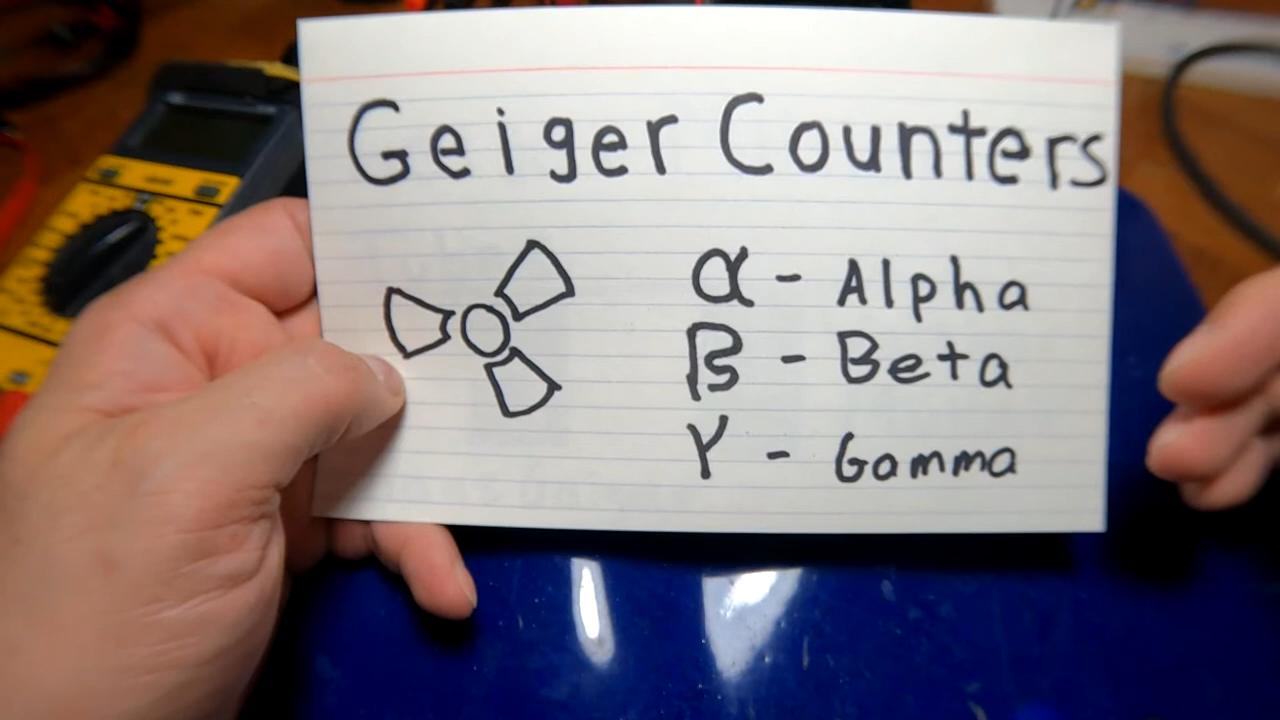 Geiger Counters
α - Alpha
β - Beta
γ - Gamma